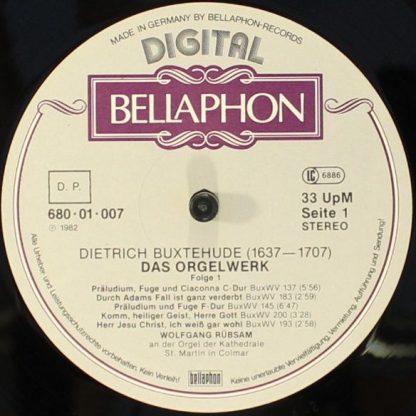 MADE IN GERMANY BY BELLAPHON-RECORDS
DIGITAL
BELLAPHON
D. P.
680·01·007
℗ 1982
LC 6886
33 UpM
Seite 1
STEREO
DIETRICH BUXTEHUDE (1637—1707)
DAS ORGELWERK
Folge 1
Präludium, Fuge und Ciaconna C-Dur BuxWV 137 (5:56)
Durch Adams Fall ist ganz verderbt BuxWV 183 (2:59)
Präludium und Fuge F-Dur BuxWV 145 (6:47)
Komm, heiliger Geist, Herre Gott BuxWV 200 (3:28)
Herr Jesu Christ, ich weiß gar wohl BuxWV 193 (2:58)
WOLFGANG RÜBSAM
an der Orgel der Kathedrale
St. Martin in Colmar
bellaphon
Alle Urheber- und Leistungsschutzrechte vorbehalten. Kein Verleih! Keine unerlaubte Vervielfältigung, Vermietung, Aufführung und Sendung!